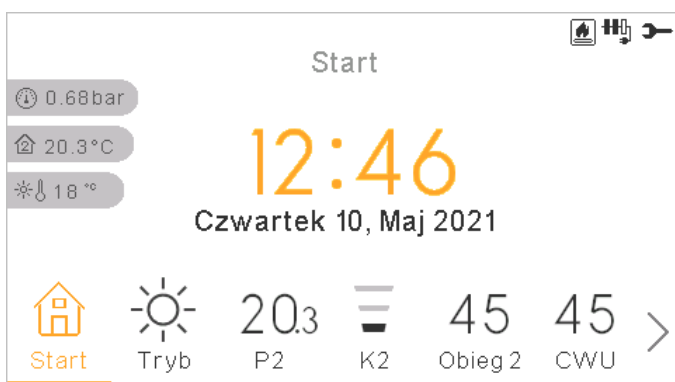 Start
0.68bar
2 20.3°C
18°C
12:46
Czwartek 10, Maj 2021
20.3 45 45
Start Tryb P2 K2 Obieg 2 CWU